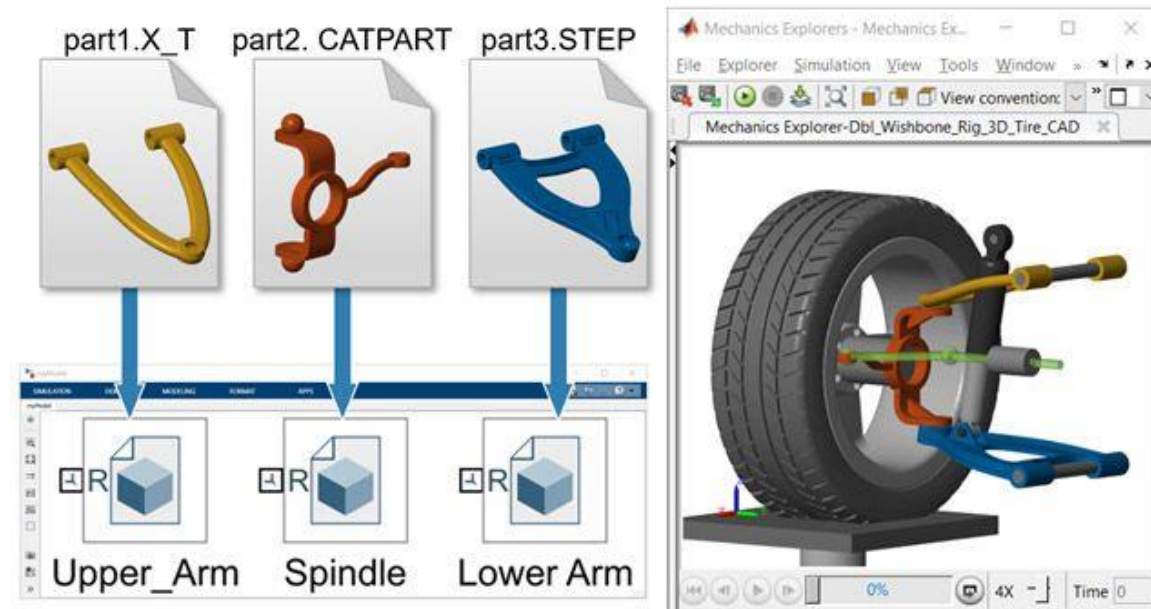 part1.X_T
part2. CATPART
part3.STEP
SIMULATION
MODELING
FORMAT
APPS
R
R
R
Upper_Arm
Spindle
Lower Arm
Mechanics Explorers - Mechanics Ex...
File Explorer Simulation View Tools Window »
View convention: »
Mechanics Explorer-Dbl_Wishbone_Rig_3D_Tire_CAD
0%
4X
Time 0